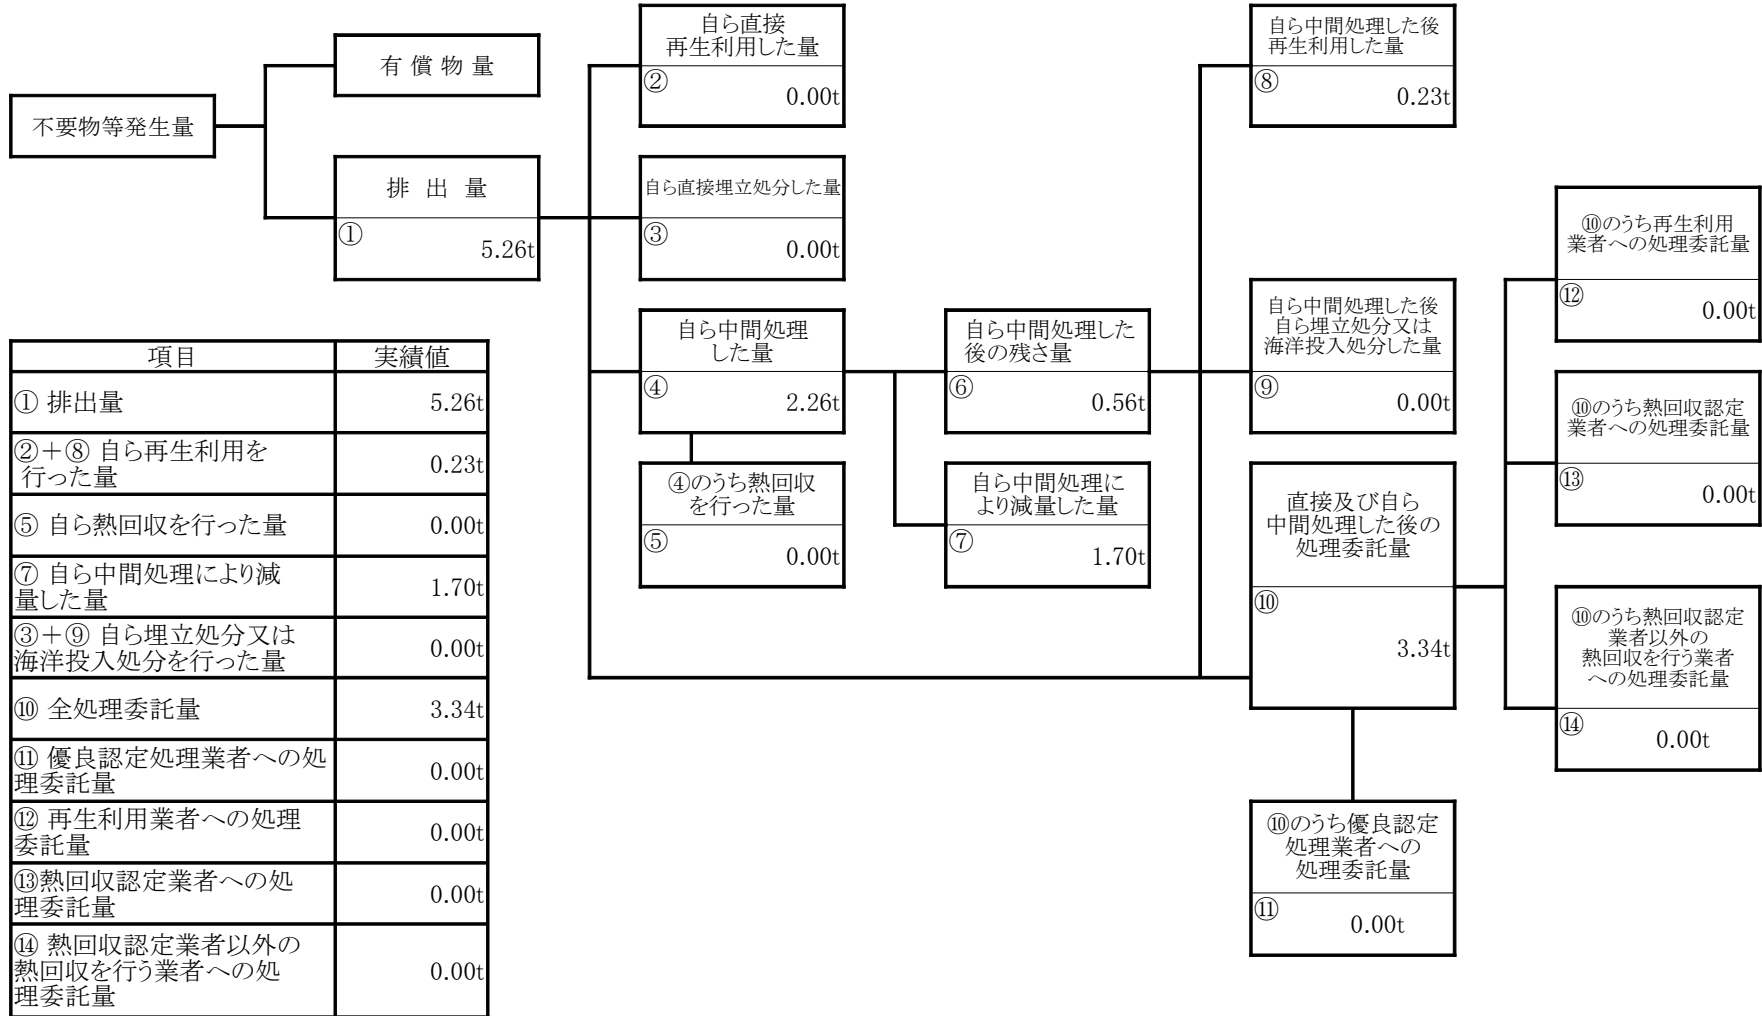 不要物等発生量
有 償 物 量
排 出 量
①
5.26t
自ら直接
再生利用した量
②
0.00t
自ら直接埋立処分した量
③
0.00t
自ら中間処理
した量
④
2.26t
④のうち熱回収
を行った量
⑤
0.00t
自ら中間処理した
後の残さ量
⑥
0.56t
自ら中間処理に
より減量した量
⑦
1.70t
自ら中間処理した後
再生利用した量
⑧
0.23t
自ら中間処理した後
自ら埋立処分又は
海洋投入処分した量
⑨
0.00t
直接及び自ら
中間処理した後の
処理委託量
⑩
3.34t
⑩のうち優良認定
処理業者への
処理委託量
⑪
0.00t
⑩のうち再生利用
業者への処理委託量
⑫
0.00t
⑩のうち熱回収認定
業者への処理委託量
⑬
0.00t
⑩のうち熱回収認定
業者以外の
熱回収を行う業者
への処理委託量
⑭
0.00t
項目 実績値
① 排出量 5.26t
②＋⑧ 自ら再生利用を
行った量 0.23t
⑤ 自ら熱回収を行った量 0.00t
⑦ 自ら中間処理により減
量した量 1.70t
③＋⑨ 自ら埋立処分又は
海洋投入処分を行った量 0.00t
⑩ 全処理委託量 3.34t
⑪ 優良認定処理業者への処
理委託量 0.00t
⑫ 再生利用業者への処理
委託量 0.00t
⑬熱回収認定業者への処
理委託量 0.00t
⑭ 熱回収認定業者以外の
熱回収を行う業者への処
理委託量 0.00t